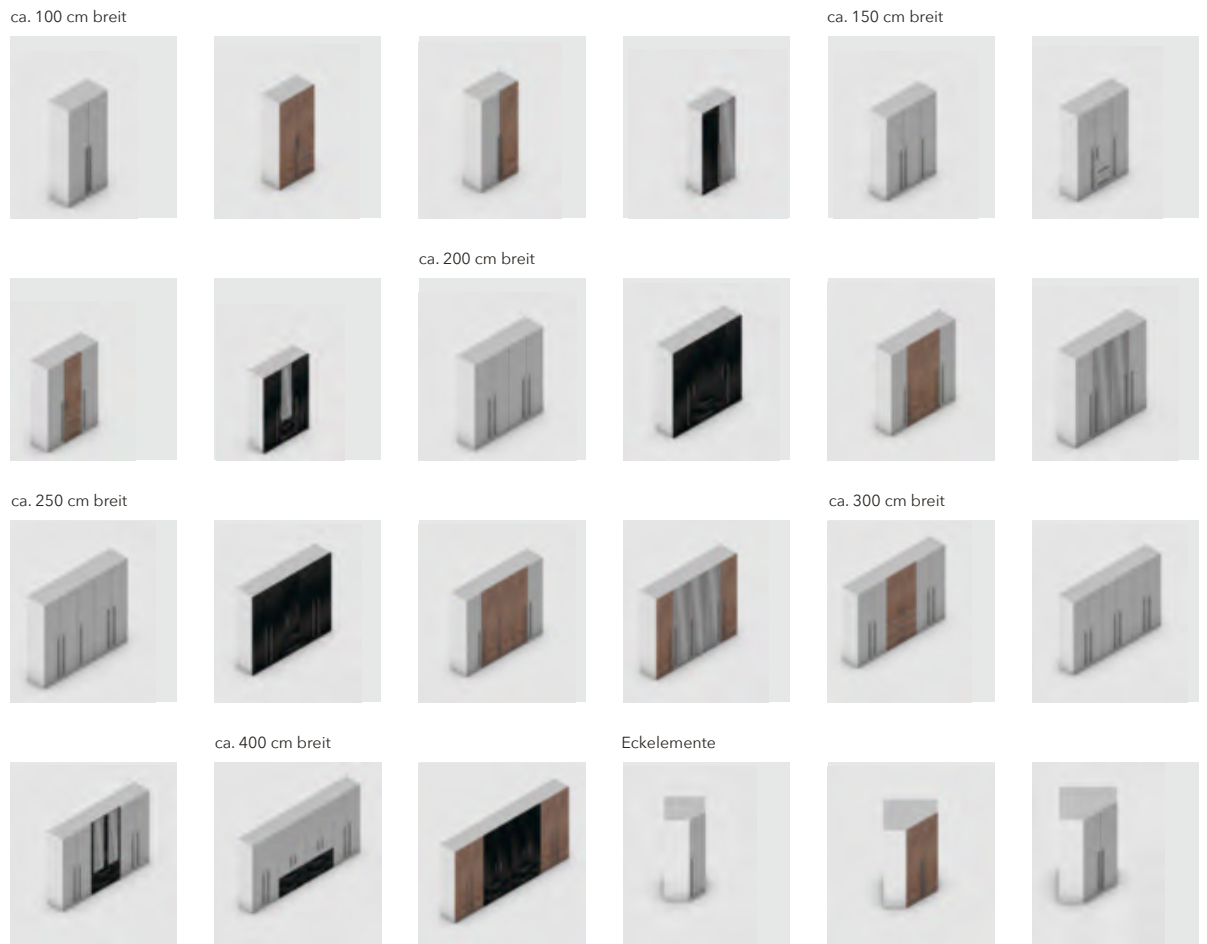 ca. 100 cm breit
ca. 150 cm breit
ca. 200 cm breit
ca. 250 cm breit
ca. 300 cm breit
ca. 400 cm breit
Eckelemente